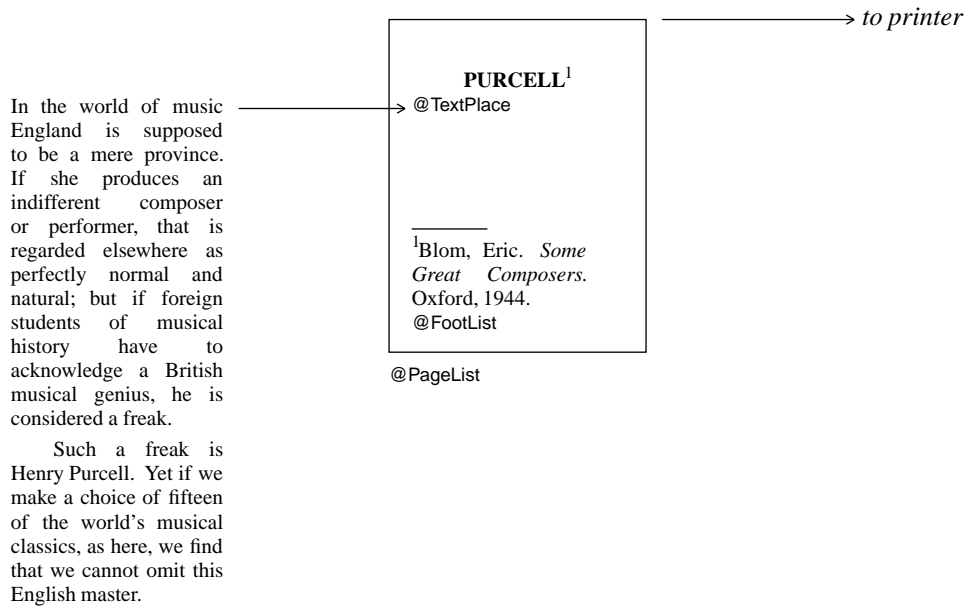 to printer
PURCELL1
@TextPlace
In the world of music
England is supposed
to be a mere province.
If she produces an
indifferent composer
or performer, that is
regarded elsewhere as
perfectly normal and
natural; but if foreign
students of musical
history have to
acknowledge a British
musical genius, he is
considered a freak.
Such a freak is
Henry Purcell. Yet if we
make a choice of fifteen
of the world's musical
classics, as here, we find
that we cannot omit this
English master.
1Blom, Eric. Some
Great Composers.
Oxford, 1944.
@FootList
@PageList